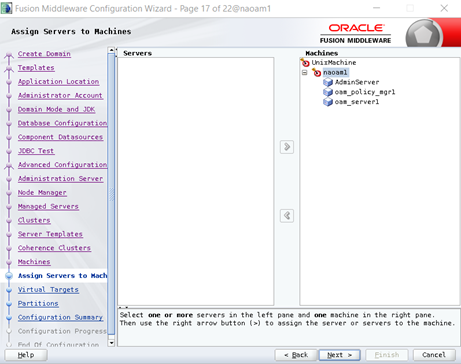 Fusion Middleware Configuration Wizard - Page 17 of 22@naoam1
Assign Servers to Machines
ORACLE
FUSION MIDDLEWARE
Create Domain
Templates
Application Location
Administrator Account
Domain Mode and JDK
Database Configuration
Component Datasources
JDBC Test
Advanced Configuration
Administration Server
Node Manager
Managed Servers
Clusters
Server Templates
Coherence Clusters
Machines
Assign Servers to Mach
Virtual Targets
Partitions
Configuration Summary
Configuration Progress
End Of Configuration
Servers
Machines
UnixMachine
naoam1
AdminServer
oam_policy_mgr1
oam_server1
Select one or more servers in the left pane and one machine in the right pane.
Then use the right arrow button (>) to assign the server or servers to the machine.
Help
< Back
Next >
Finish
Cancel